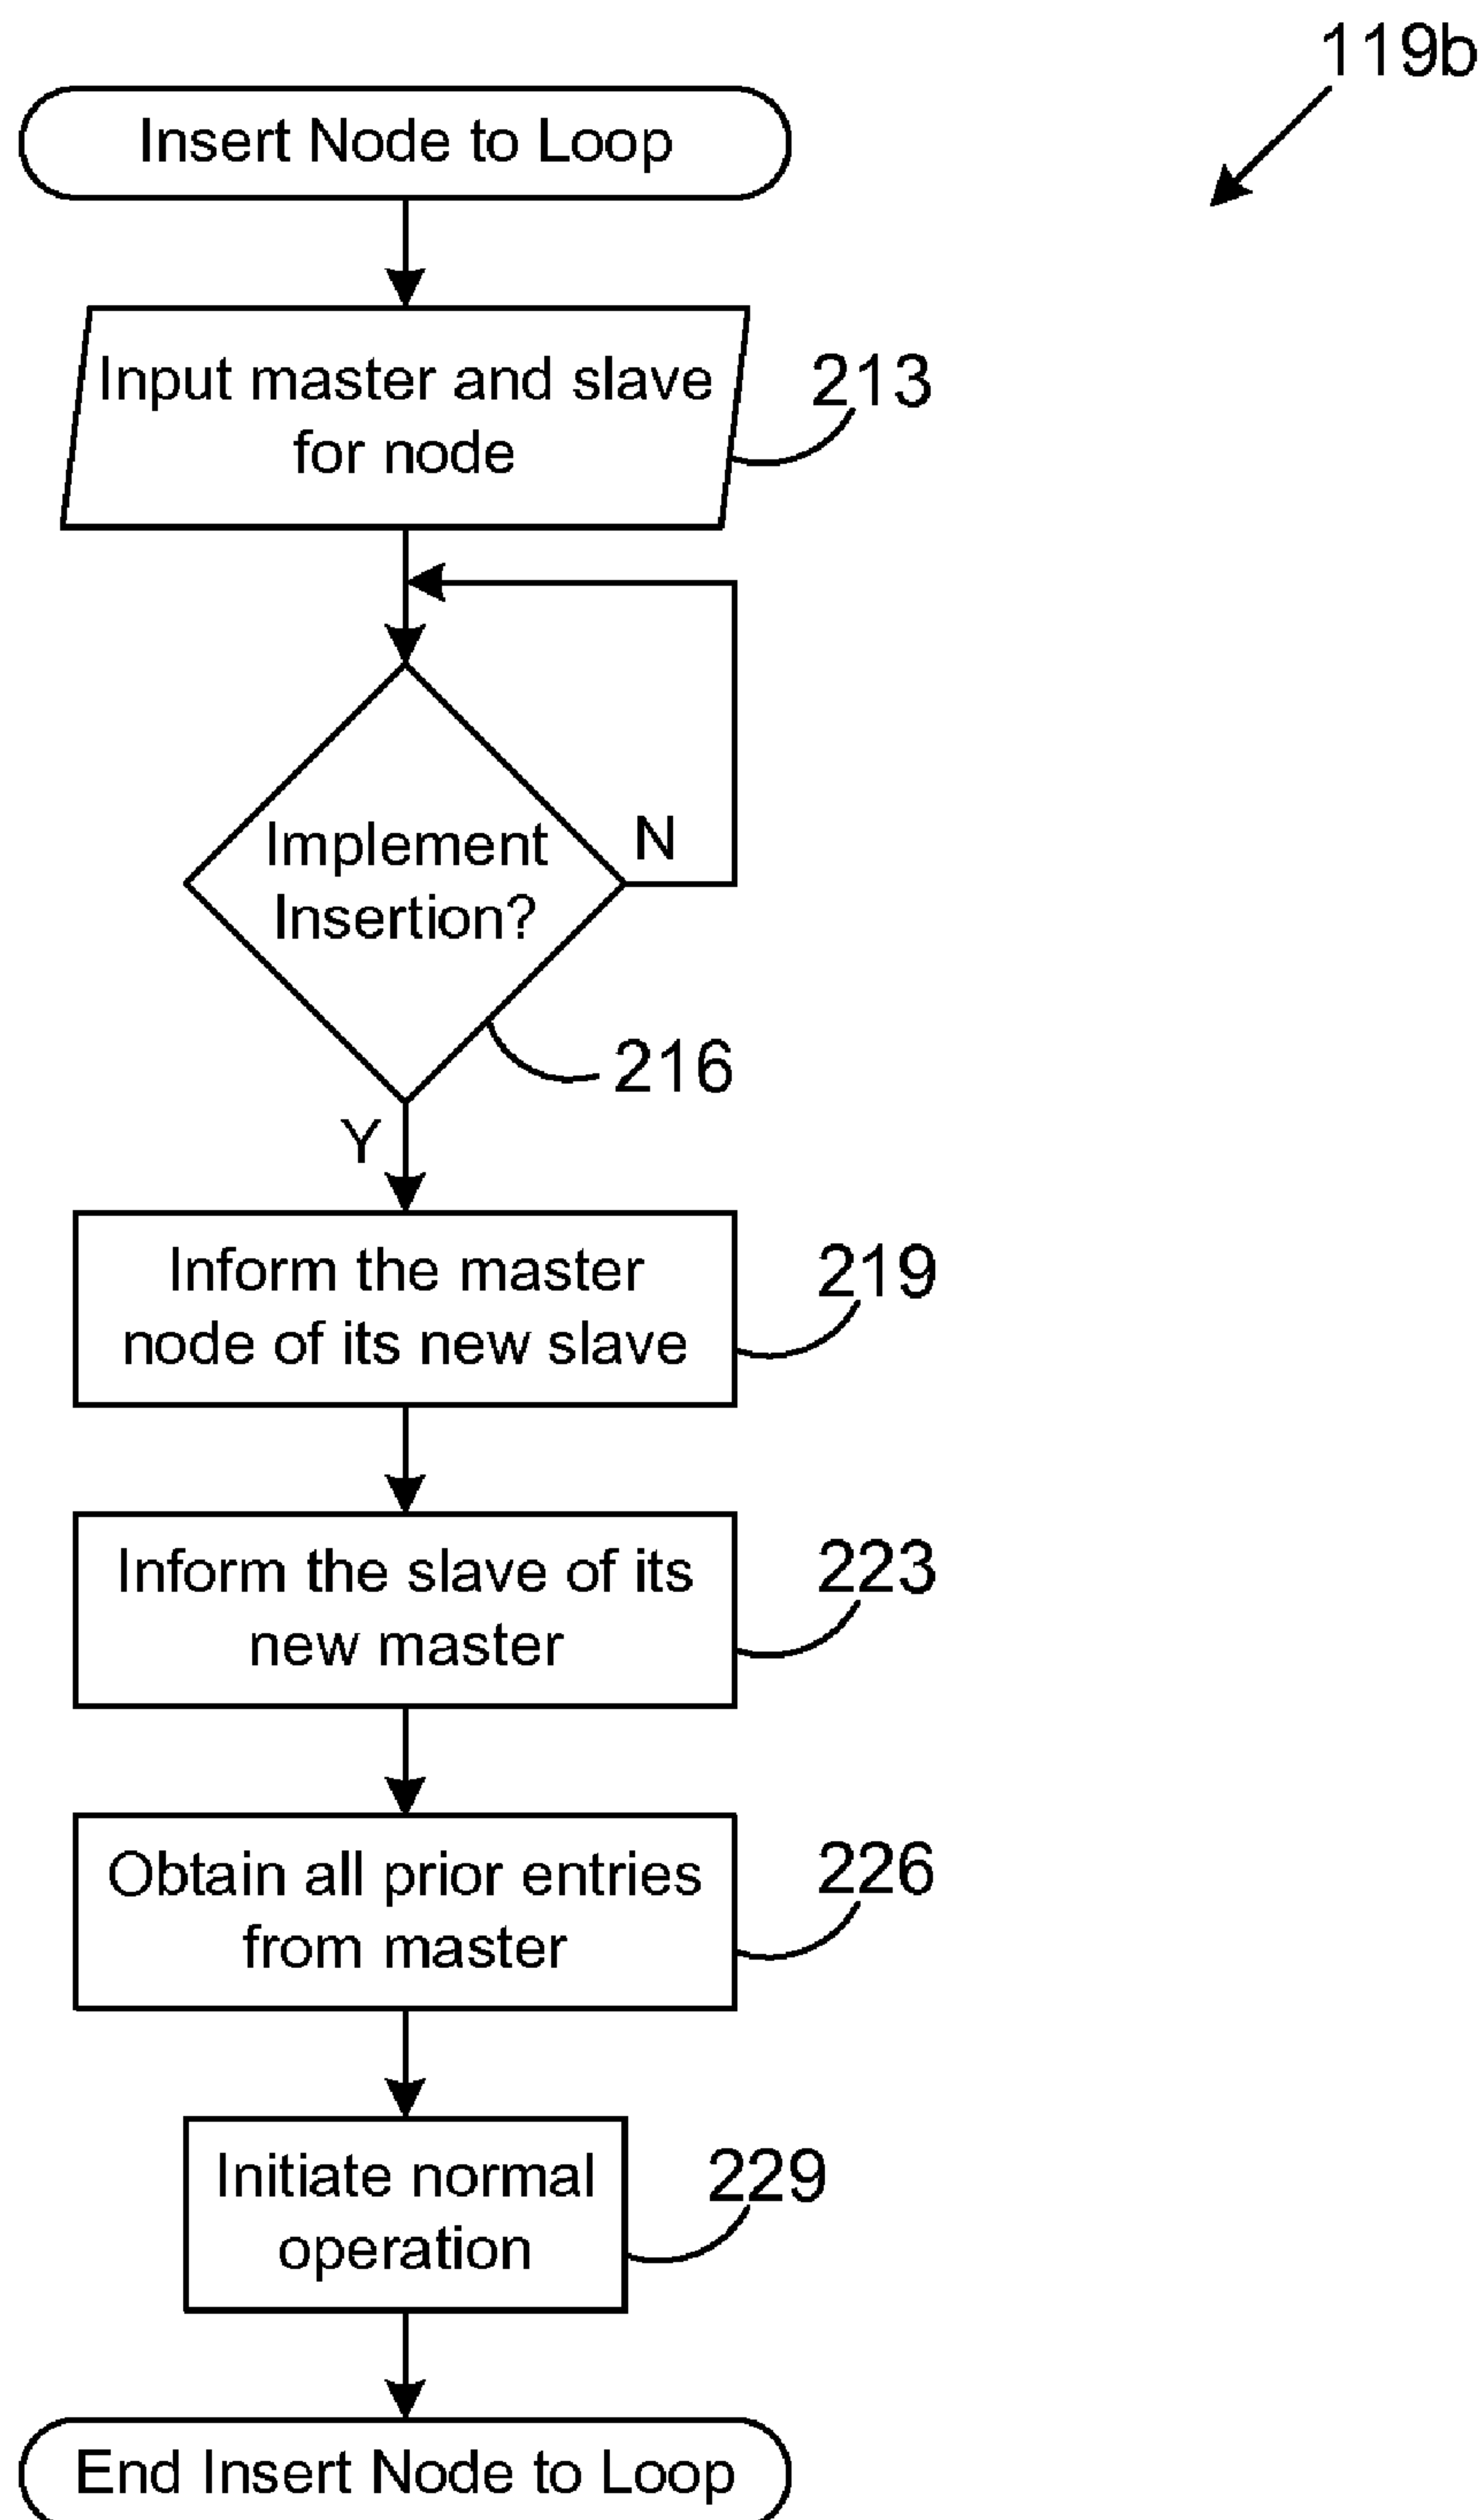 119b
Insert Node to Loop
Input master and slave
for node
213
Implement
Insertion?
N
216
Y
Inform the master
node of its new slave
219
Inform the slave of its
new master
223
Obtain all prior entries
from master
226
Initiate normal
operation
229
End Insert Node to Loop